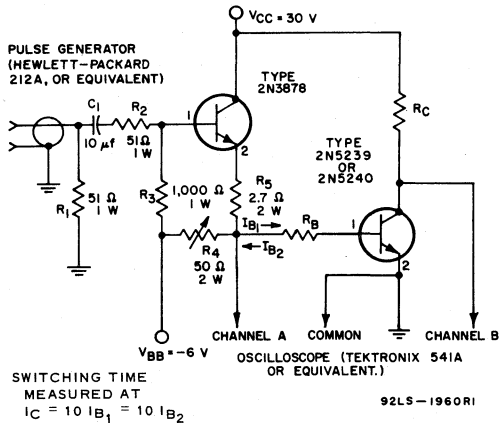 VCC = 30 V
PULSE GENERATOR
(HEWLETT-PACKARD
212A, OR EQUIVALENT)
TYPE
2N3878
C1
R2
1
10 µf
51Ω
1 W
2
RC
TYPE
2N5239
OR
2N5240
R1
51 Ω
1 W
R3
1,000 Ω
1 W
R5
2.7 Ω
2 W
IB1
RB
1
IB2
R4
50 Ω
2 W
2
CHANNEL A
COMMON
CHANNEL B
VBB = -6 V
OSCILLOSCOPE (TEKTRONIX 541A
OR EQUIVALENT.)
SWITCHING TIME
MEASURED AT
IC = 10 IB1 = 10 IB2
92LS-1960R1